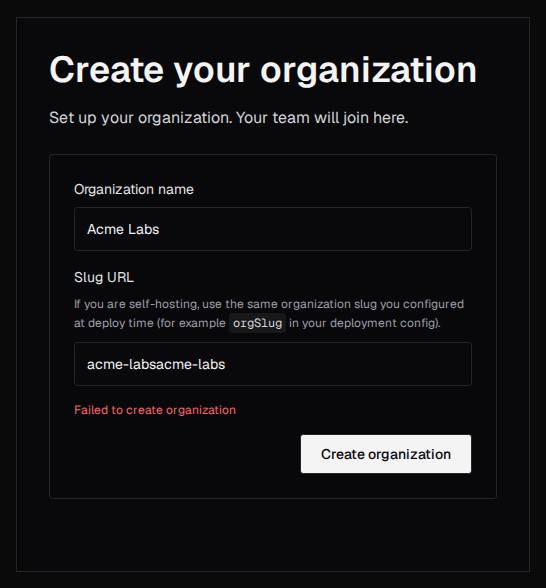 Create your organization
Set up your organization. Your team will join here.
Organization name
Acme Labs
Slug URL
If you are self-hosting, use the same organization slug you configured
at deploy time (for example orgSlug in your deployment config).
acme-labsacme-labs
Failed to create organization
Create organization